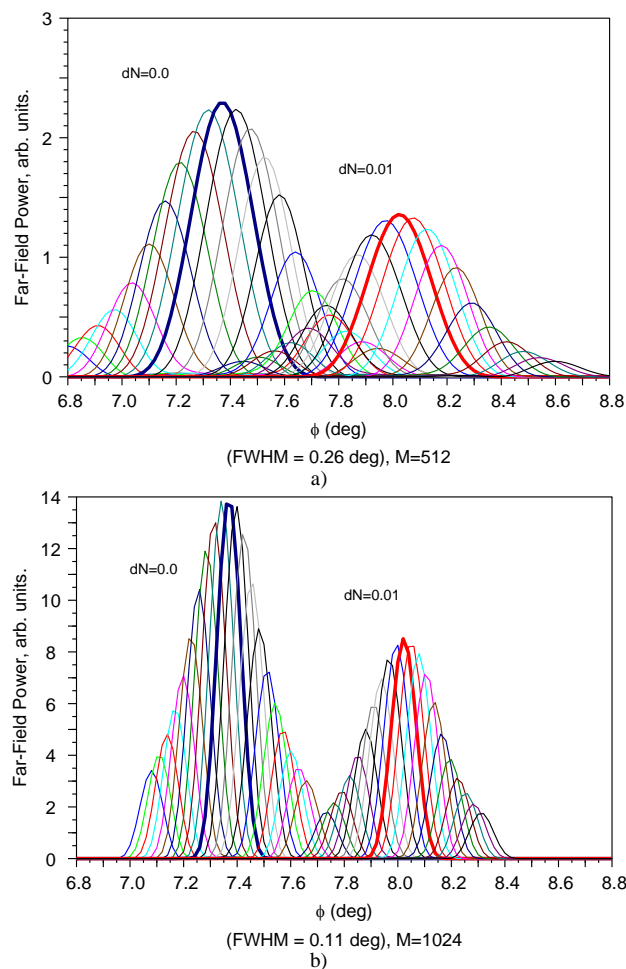 3
2
1
0
Far-Field Power, arb. units.
dN=0.0
dN=0.01
6.8 7.0 7.2 7.4 7.6 7.8 8.0 8.2 8.4 8.6 8.8
ϕ (deg)
(FWHM = 0.26 deg), M=512
a)
14
12
10
8
6
4
2
0
Far-Field Power, arb. units.
dN=0.0
dN=0.01
6.8 7.0 7.2 7.4 7.6 7.8 8.0 8.2 8.4 8.6 8.8
ϕ (deg)
(FWHM = 0.11 deg), M=1024
b)